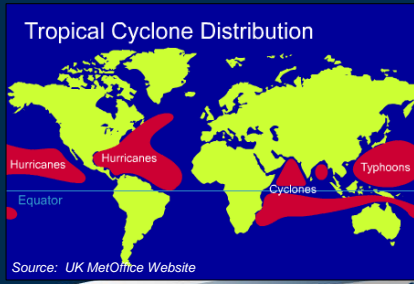 Tropical Cyclone Distribution
Hurricanes
Hurricanes
Typhoons
Cyclones
Equator
Source:  UK MetOffice Website